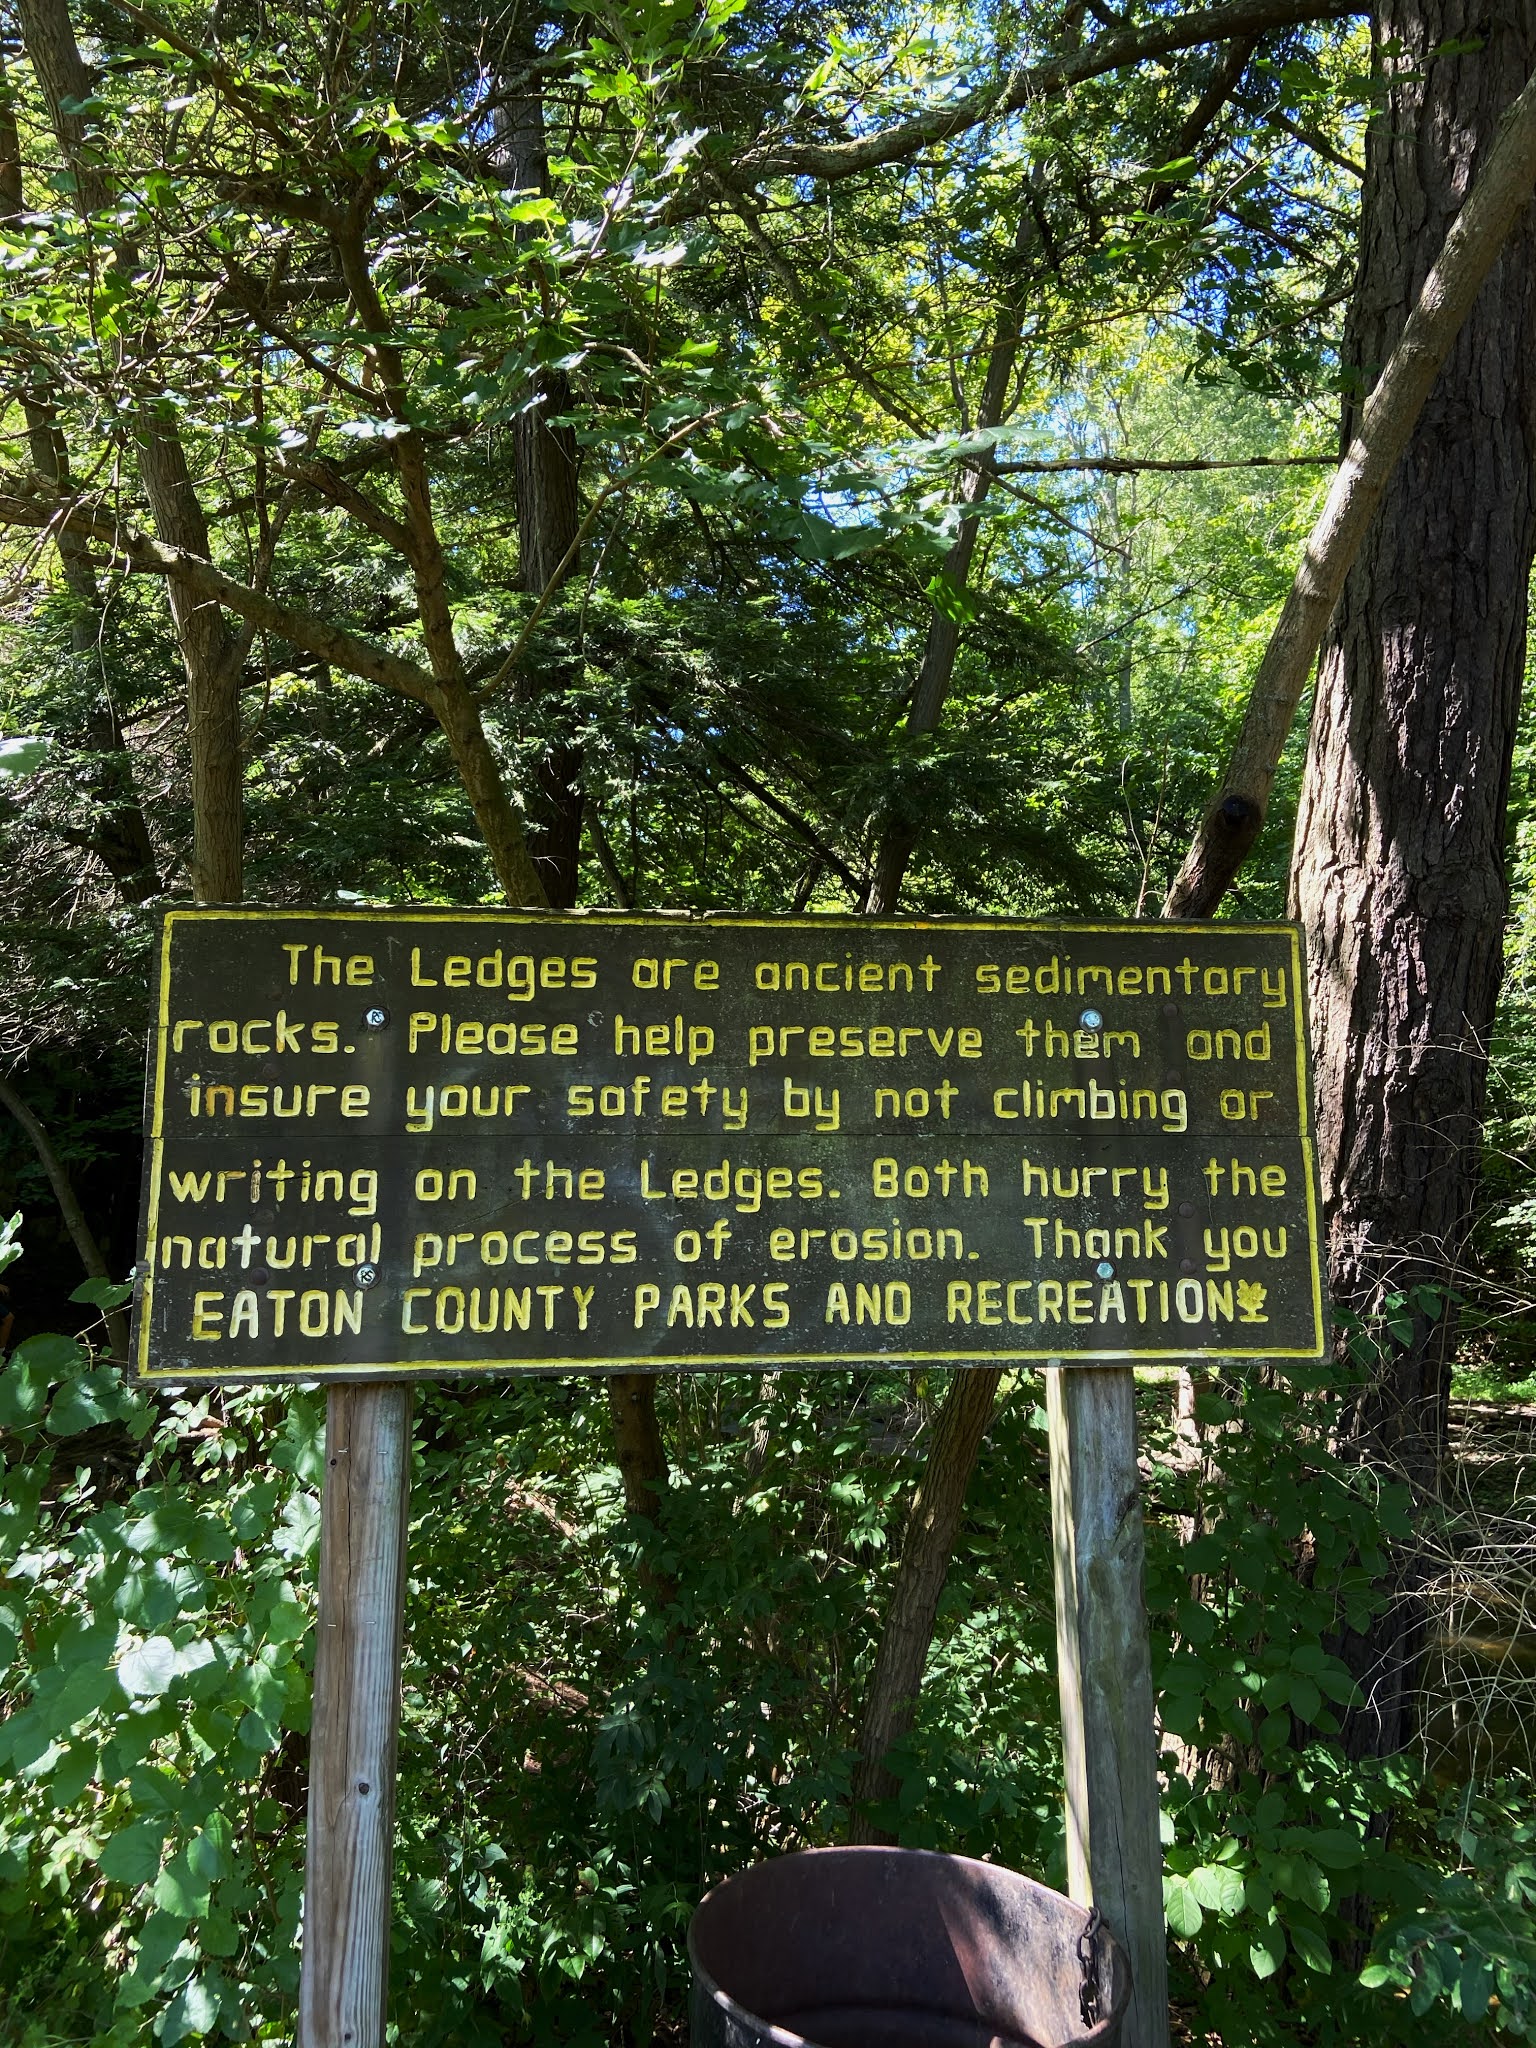 The Ledges are ancient sedimentary
rocks. Please help preserve them and
insure your safety by not climbing or
writing on the Ledges. Both hurry the
natural process of erosion. Thank you
EATON COUNTY PARKS AND RECREATION